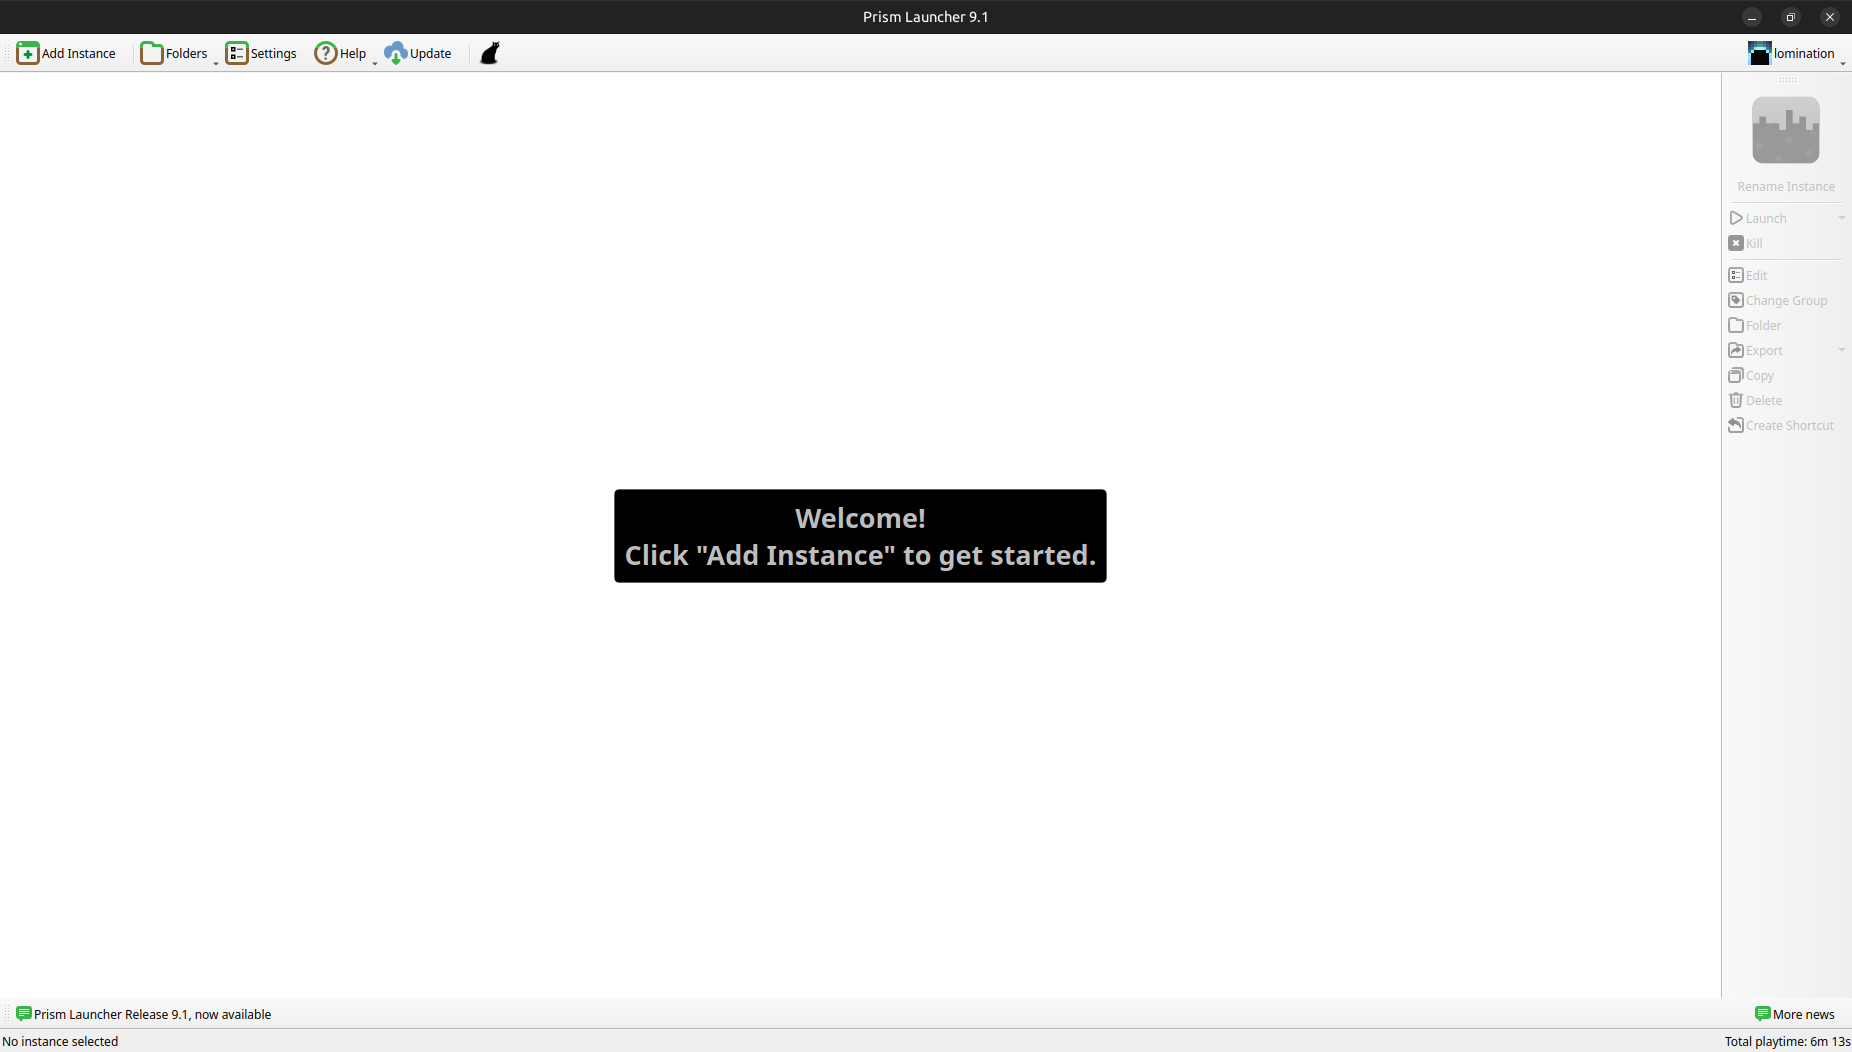 Prism Launcher 9.1
Add Instance
Folders
Settings
Help
Update
lomination
Rename Instance
Launch
Kill
Edit
Change Group
Folder
Export
Copy
Delete
Create Shortcut
Welcome!
Click "Add Instance" to get started.
Prism Launcher Release 9.1, now available
More news
No instance selected
Total playtime: 6m 13s